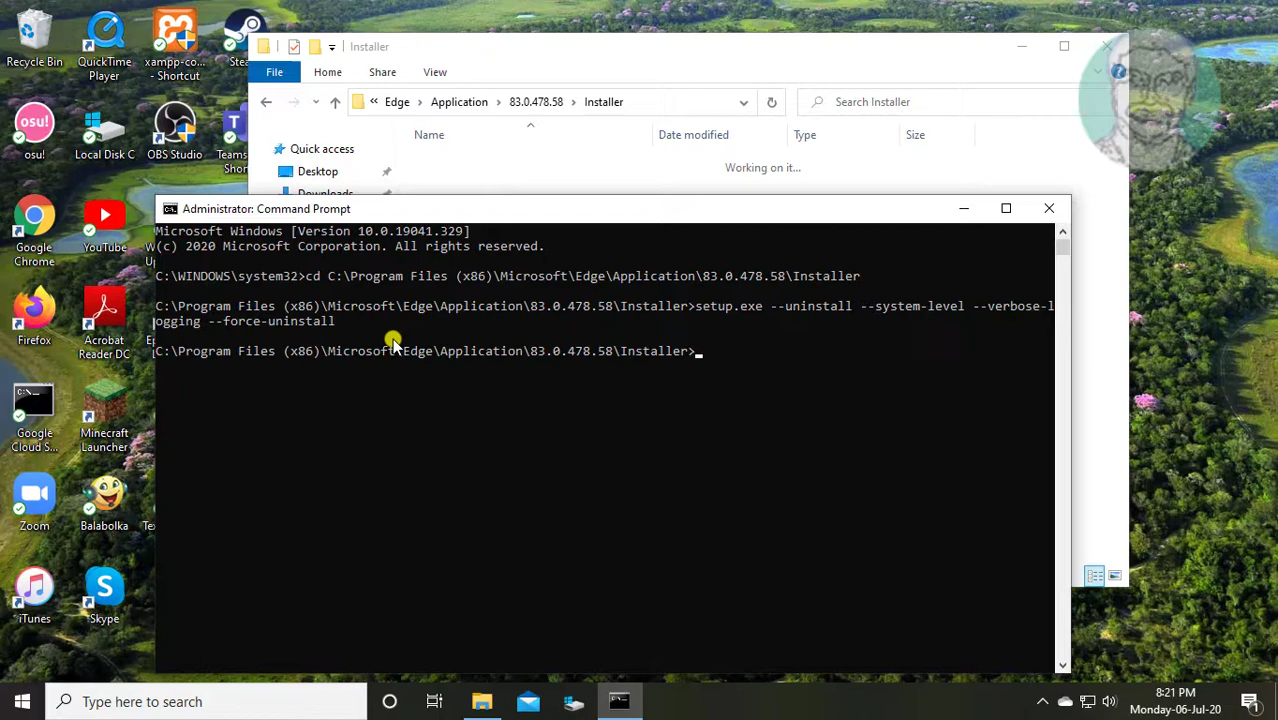 Recycle Bin
QuickTime
Player
xampp-co...
- Shortcut
Stea
osu!
osu!
Local Disk C
OBS Studio
Teams
Short
Google
Chrome
YouTube
Firefox
Acrobat
Reader DC
Google
Cloud S...
Minecraft
Launcher
Zoom
Balabolka
iTunes
Skype
Installer
File
Home
Share
View
Edge
Application
83.0.478.58
Installer
Search Installer
Name
Date modified
Type
Size
Quick access
Working on it...
Desktop
Downloads
Administrator: Command Prompt
Microsoft Windows [Version 10.0.19041.329]
(c) 2020 Microsoft Corporation. All rights reserved.
C:\WINDOWS\system32>cd C:\Program Files (x86)\Microsoft\Edge\Application\83.0.478.58\Installer
C:\Program Files (x86)\Microsoft\Edge\Application\83.0.478.58\Installer>setup.exe --uninstall --system-level --verbose-l
ogging --force-uninstall
C:\Program Files (x86)\Microsoft\Edge\Application\83.0.478.58\Installer>
Type here to search
8:21 PM
Monday-06-Jul-20